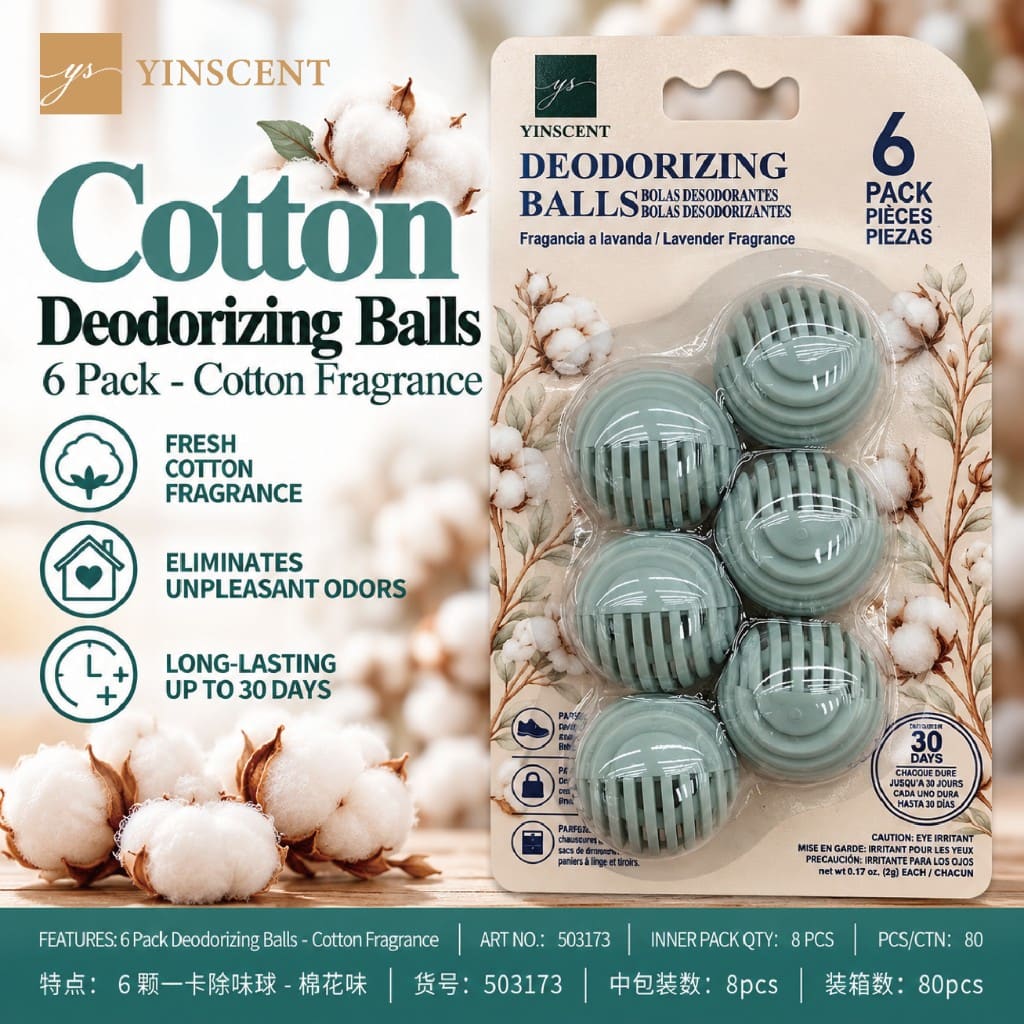 ys
YINSCENT
Cotton
Deodorizing Balls
6 Pack - Cotton Fragrance
FRESH
COTTON
FRAGRANCE
ELIMINATES
UNPLEASANT ODORS
LONG-LASTING
UP TO 30 DAYS
ys
YINSCENT
DEODORIZING
BALLS
BOLAS DESODORANTES
BOLAS DESODORIZANTES
Fragancia a lavanda / Lavender Fragrance
6
PACK
PIÈCES
PIEZAS
PARFUME
chaussures
sacs de
paniers à linge et tiroirs.
30
DAYS
CHACQUE DURE
JUSQU'A 30 JOURS
CADA UNO DURA
HASTA 30 DÍAS
CAUTION: EYE IRRITANT
MISE EN GARDE: IRRITANT POUR LES YEUX
PRECAUCIÓN: IRRITANTE PARA LOS OJOS
net wt 0.17 oz. (2g) EACH / CHACUN
FEATURES: 6 Pack Deodorizing Balls - Cotton Fragrance | ART NO.: 503173 | INNER PACK QTY: 8 PCS | PCS/CTN: 80
特点： 6 颗一卡除味球 - 棉花味 | 货号：503173 | 中包装数：8pcs | 装箱数：80pcs